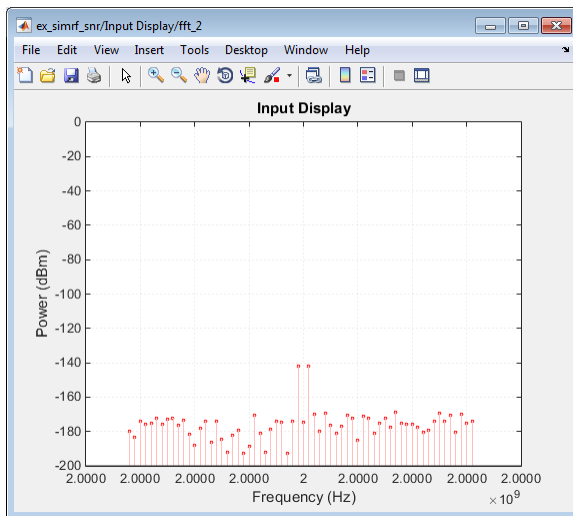 ex_simrf_snr/Input Display/fft_2
File Edit View Insert Tools Desktop Window Help
Input Display
0
-20
-40
-60
-80
-100
-120
-140
-160
-180
-200
Power (dBm)
2.0000 2.0000 2.0000 2.0000 2 2.0000 2.0000 2.0000 2.0000
Frequency (Hz)
×10⁹